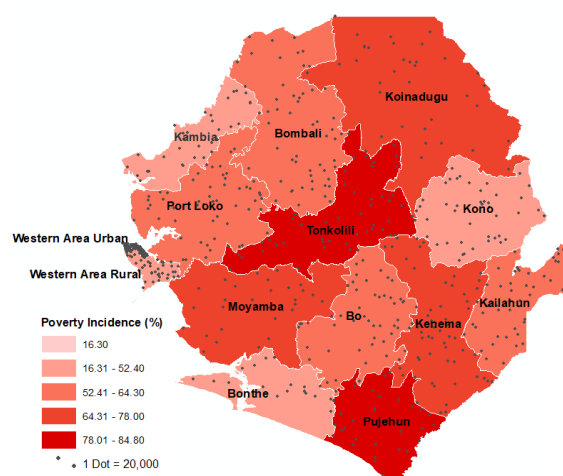 Koinadugu
Kambia
Bombali
Port Loko
Kono
Tonkolili
Western Area Urban
Western Area Rural
Moyamba
Bo
Kenema
Kailahun
Bonthe
Pujehun
Poverty Incidence (%)
16.30
16.31 - 52.40
52.41 - 64.30
64.31 - 78.00
78.01 - 84.80
1 Dot = 20,000